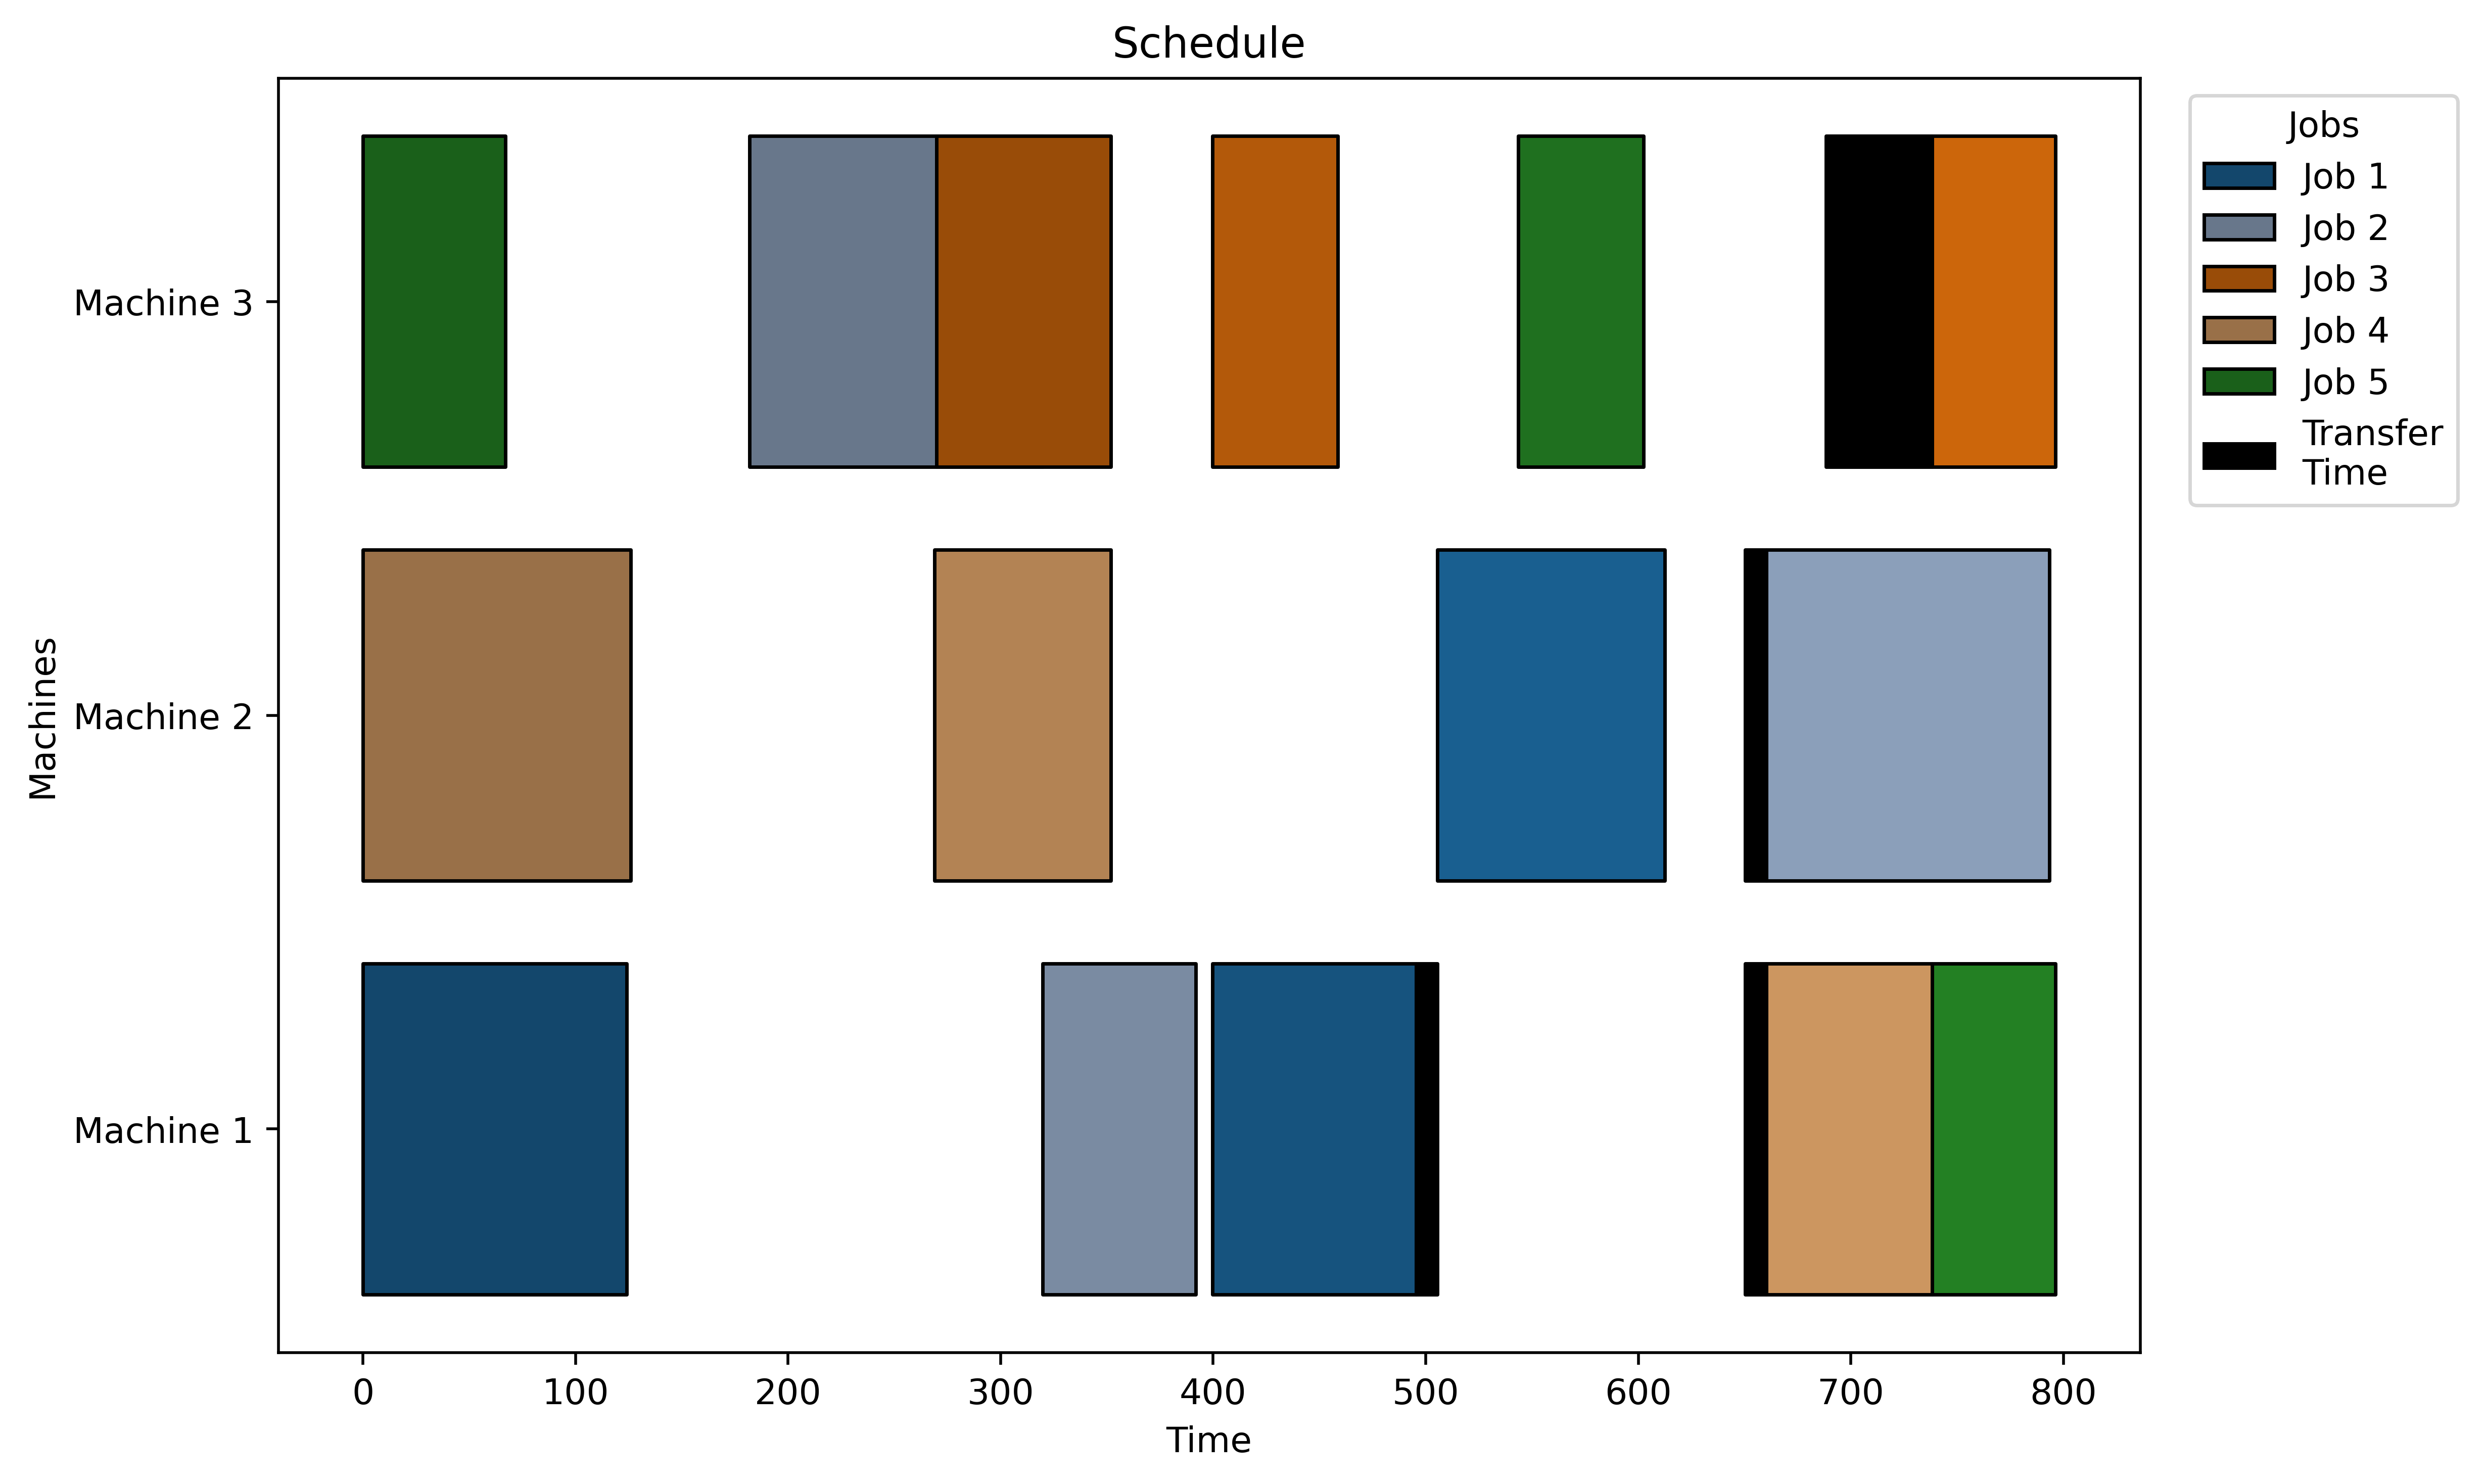 Schedule
Machines
Machine 3
Machine 2
Machine 1
0 100 200 300 400 500 600 700 800
Time
Jobs
Job 1
Job 2
Job 3
Job 4
Job 5
Transfer
Time